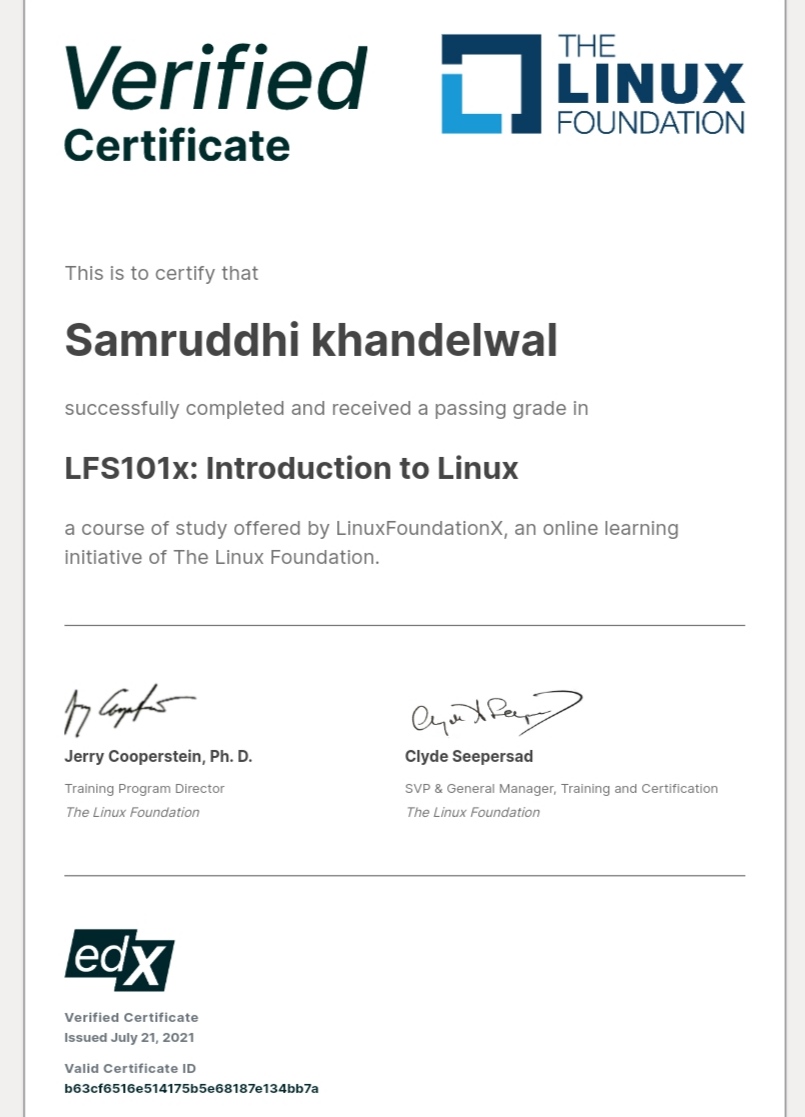 Verified
Certificate
THE
LINUX
FOUNDATION
This is to certify that
Samruddhi khandelwal
successfully completed and received a passing grade in
LFS101x: Introduction to Linux
a course of study offered by LinuxFoundationX, an online learning
initiative of The Linux Foundation.
Jerry Cooperstein, Ph. D.
Training Program Director
The Linux Foundation
Clyde Seepersad
SVP & General Manager, Training and Certification
The Linux Foundation
edX
Verified Certificate
Issued July 21, 2021
Valid Certificate ID
b63cf6516e514175b5e68187e134bb7a